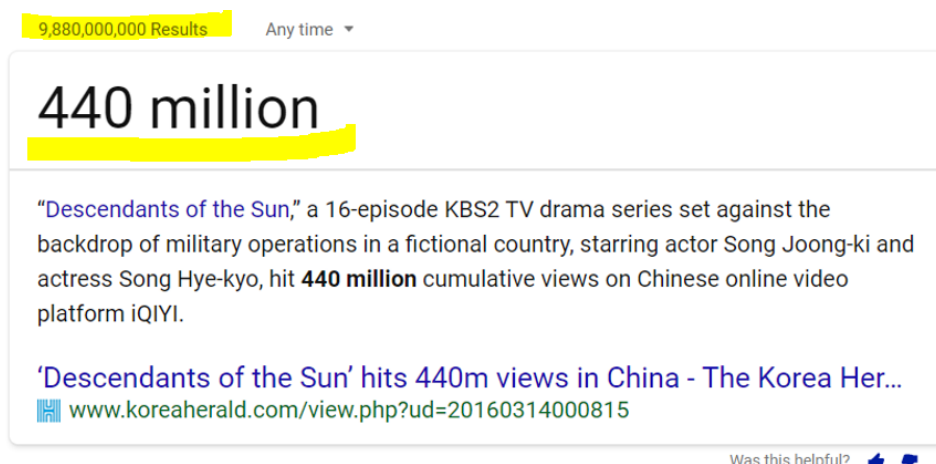 9,880,000,000 Results Any time
440 million
“Descendants of the Sun,” a 16-episode KBS2 TV drama series set against the
backdrop of military operations in a fictional country, starring actor Song Joong-ki and
actress Song Hye-kyo, hit 440 million cumulative views on Chinese online video
platform iQIYI.
‘Descendants of the Sun’ hits 440m views in China - The Korea Her...
www.koreaherald.com/view.php?ud=20160314000815
Was this helpful?